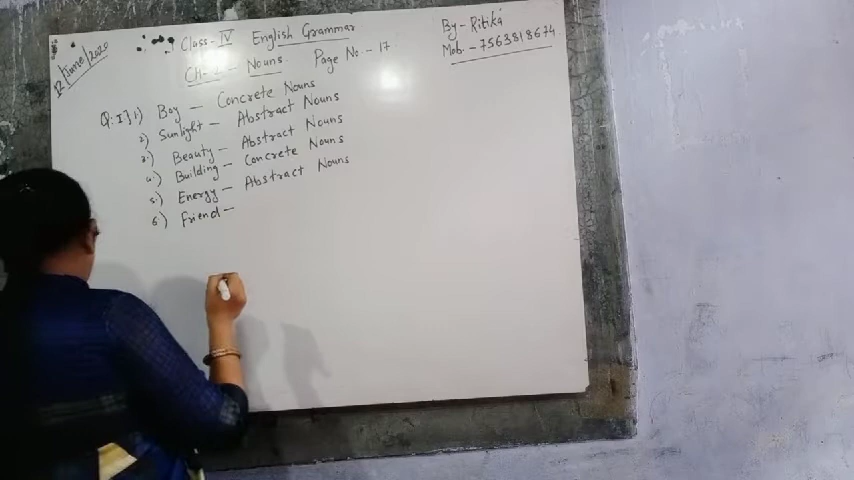 12/June/2020
Class-IV English Grammar
By-Ritika
Mob.-7563818674
CH- Nouns. Page No.-17
Q:I} 1) Boy - Concrete Nouns
2) Sunlight - Abstract Nouns
3.) Beauty - Abstract Nouns
4.) Building - Concrete Nouns
5.) Energy - Abstract Nouns
6.) Friend -